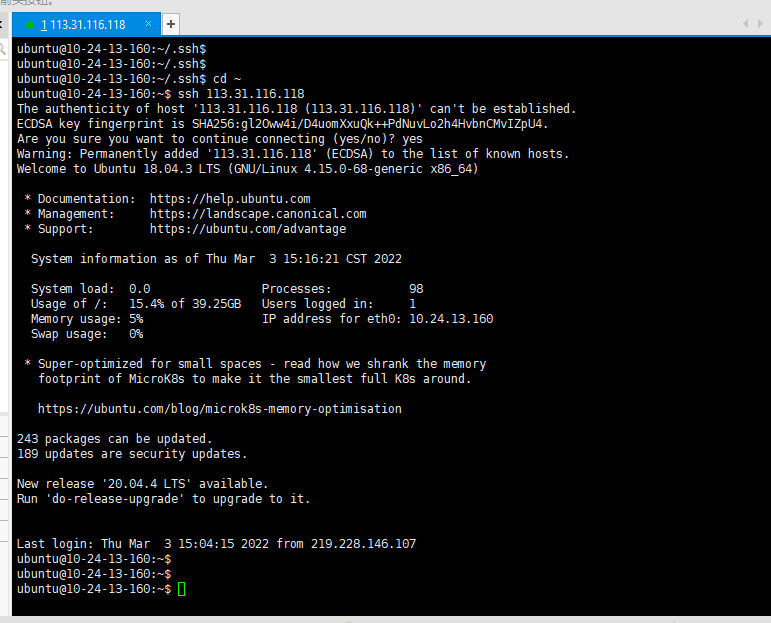 前头按钮。
1 113.31.116.118 × +
ubuntu@10-24-13-160:~/.ssh$
ubuntu@10-24-13-160:~/.ssh$
ubuntu@10-24-13-160:~/.ssh$ cd ~
ubuntu@10-24-13-160:~$ ssh 113.31.116.118
The authenticity of host '113.31.116.118 (113.31.116.118)' can't be established.
ECDSA key fingerprint is SHA256:gl2Oww4i/D4uomXxuQk++PdNuvLo2h4HvbnCMvIZpU4.
Are you sure you want to continue connecting (yes/no)? yes
Warning: Permanently added '113.31.116.118' (ECDSA) to the list of known hosts.
Welcome to Ubuntu 18.04.3 LTS (GNU/Linux 4.15.0-68-generic x86_64)
* Documentation:  https://help.ubuntu.com
* Management:     https://landscape.canonical.com
* Support:        https://ubuntu.com/advantage
System information as of Thu Mar  3 15:16:21 CST 2022
System load:  0.0                Processes:           98
Usage of /:   15.4% of 39.25GB   Users logged in:     1
Memory usage: 5%                 IP address for eth0: 10.24.13.160
Swap usage:   0%
* Super-optimized for small spaces - read how we shrank the memory
footprint of MicroK8s to make it the smallest full K8s around.
https://ubuntu.com/blog/microk8s-memory-optimisation
243 packages can be updated.
189 updates are security updates.
New release '20.04.4 LTS' available.
Run 'do-release-upgrade' to upgrade to it.
Last login: Thu Mar  3 15:04:15 2022 from 219.228.146.107
ubuntu@10-24-13-160:~$
ubuntu@10-24-13-160:~$
ubuntu@10-24-13-160:~$